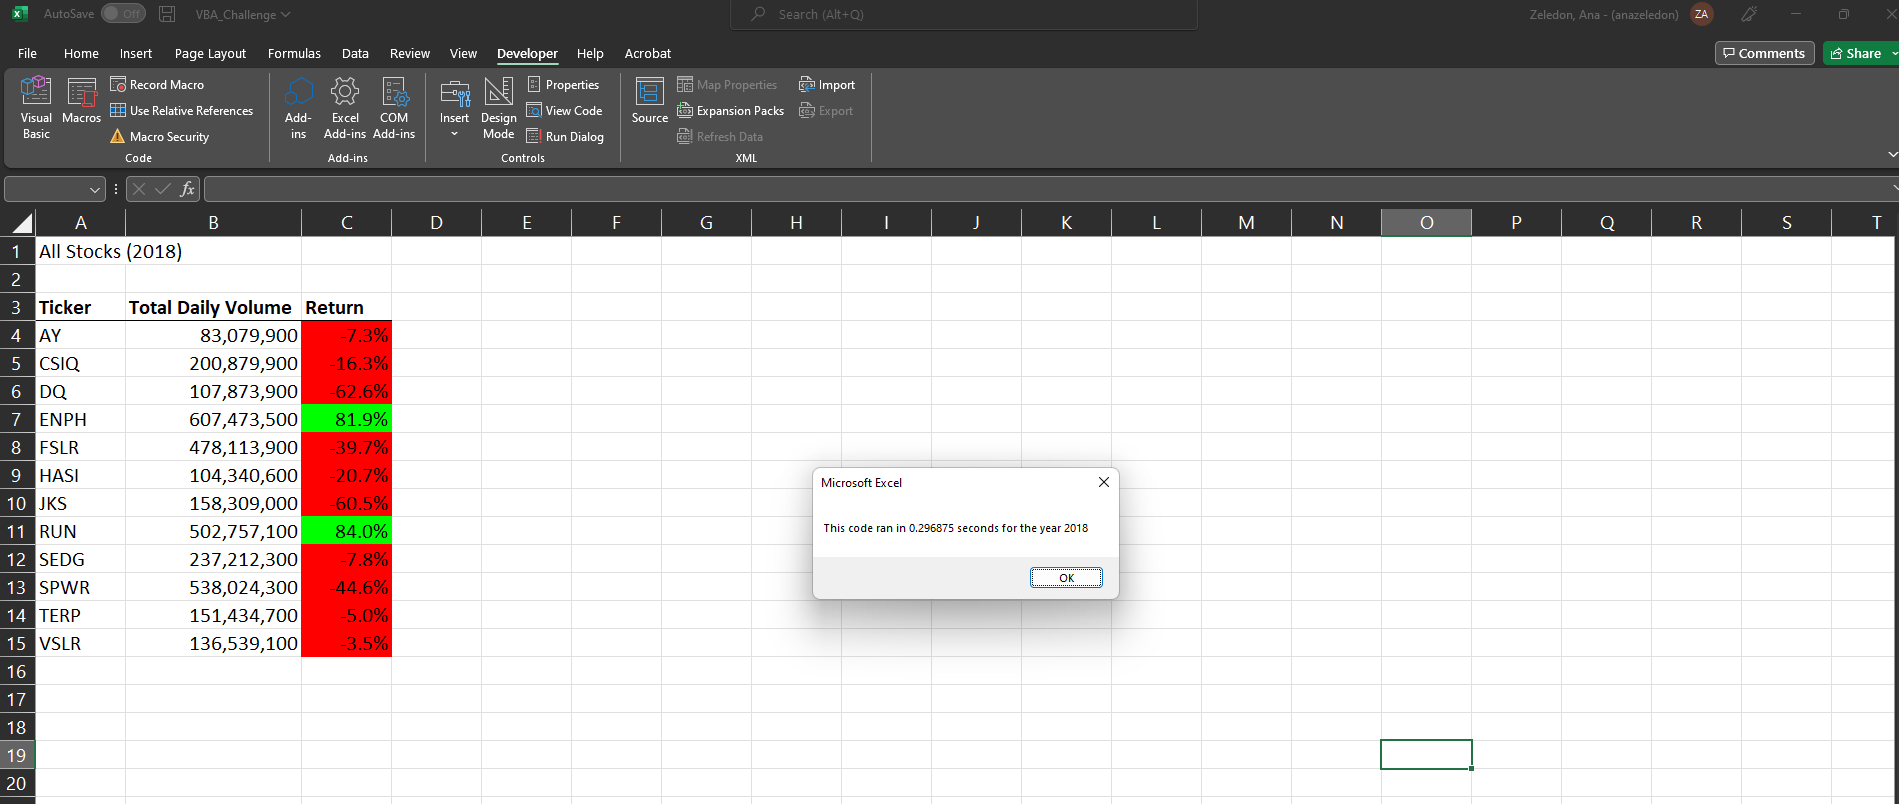 AutoSave Off VBA_Challenge Search (Alt+Q) Zeledon, Ana - (anazeledon) ZA
File Home Insert Page Layout Formulas Data Review View Developer Help Acrobat Comments Share
Visual Basic
Macros
Record Macro
Use Relative References
Macro Security
Code
Add-ins
Excel Add-ins
COM Add-ins
Add-ins
Insert
Design Mode
Properties
View Code
Run Dialog
Controls
Source
Map Properties
Expansion Packs
Refresh Data
Import
Export
XML
fx
A B C D E F G H I J K L M N O P Q R S T
1 All Stocks (2018)
2
3 Ticker Total Daily Volume Return
4 AY 83,079,900 -7.3%
5 CSIQ 200,879,900 -16.3%
6 DQ 107,873,900 -62.6%
7 ENPH 607,473,500 81.9%
8 FSLR 478,113,900 -39.7%
9 HASI 104,340,600 -20.7%
10 JKS 158,309,000 -60.5%
11 RUN 502,757,100 84.0%
12 SEDG 237,212,300 -7.8%
13 SPWR 538,024,300 -44.6%
14 TERP 151,434,700 -5.0%
15 VSLR 136,539,100 -3.5%
16
17
18
19
20
Microsoft Excel
This code ran in 0.296875 seconds for the year 2018
OK